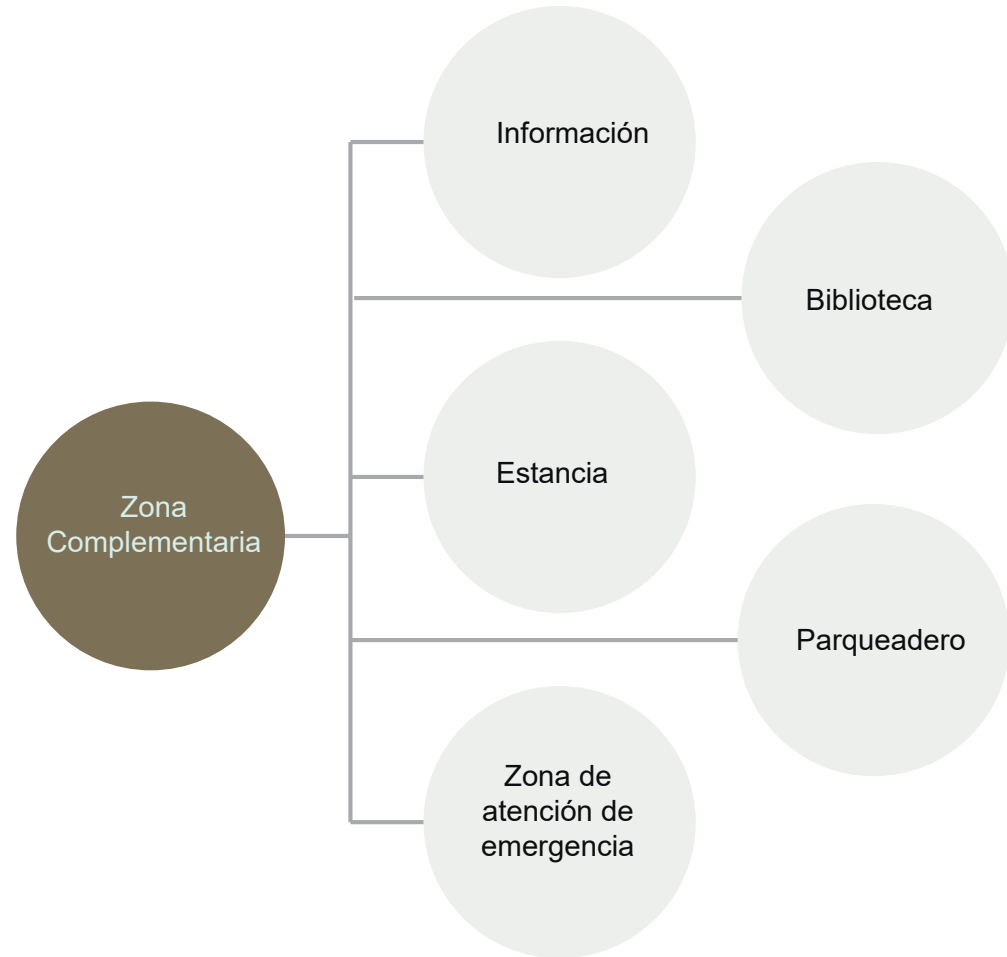 Información
Biblioteca
Estancia
Zona
Complementaria
Parqueadero
Zona de
atención de
emergencia